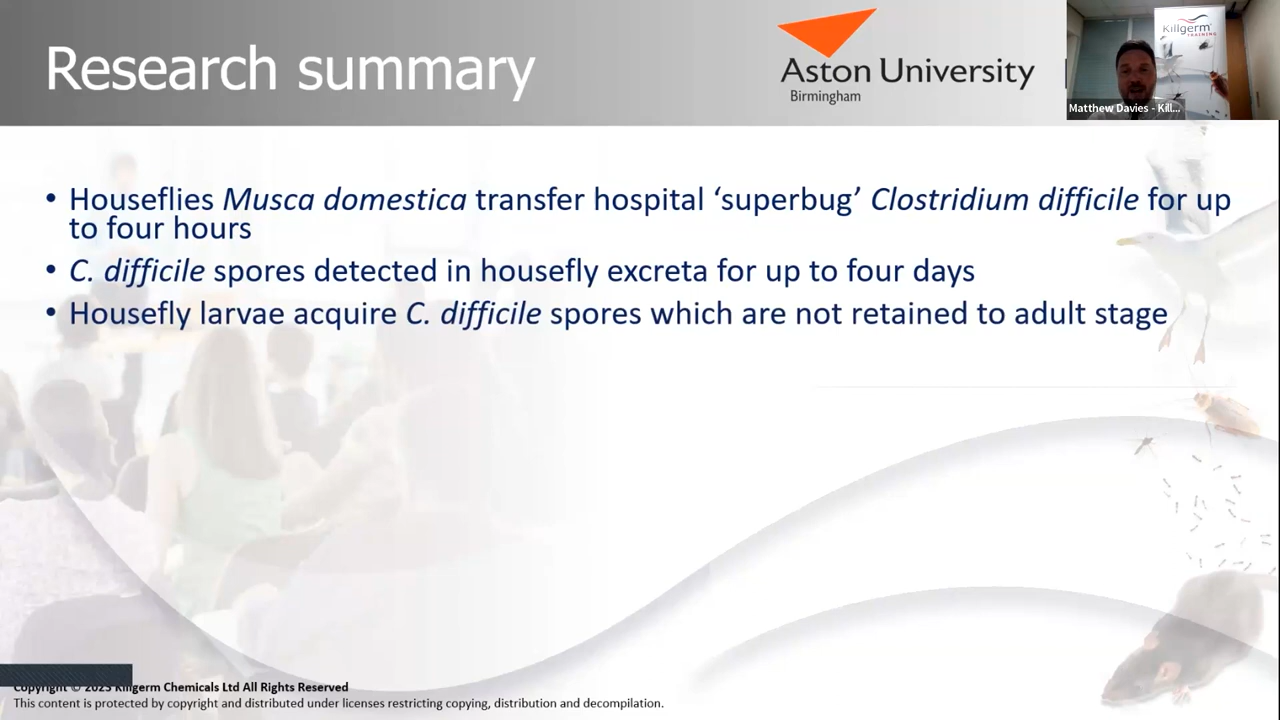 Research summary
Aston University
Birmingham
Killgerm
TRAINING
Matthew Davies - Kill...
• Houseflies Musca domestica transfer hospital ‘superbug’ Clostridium difficile for up
to four hours
• C. difficile spores detected in housefly excreta for up to four days
• Housefly larvae acquire C. difficile spores which are not retained to adult stage
Copyright © 2023 Killgerm Chemicals Ltd All Rights Reserved
This content is protected by copyright and distributed under licenses restricting copying, distribution and decompilation.